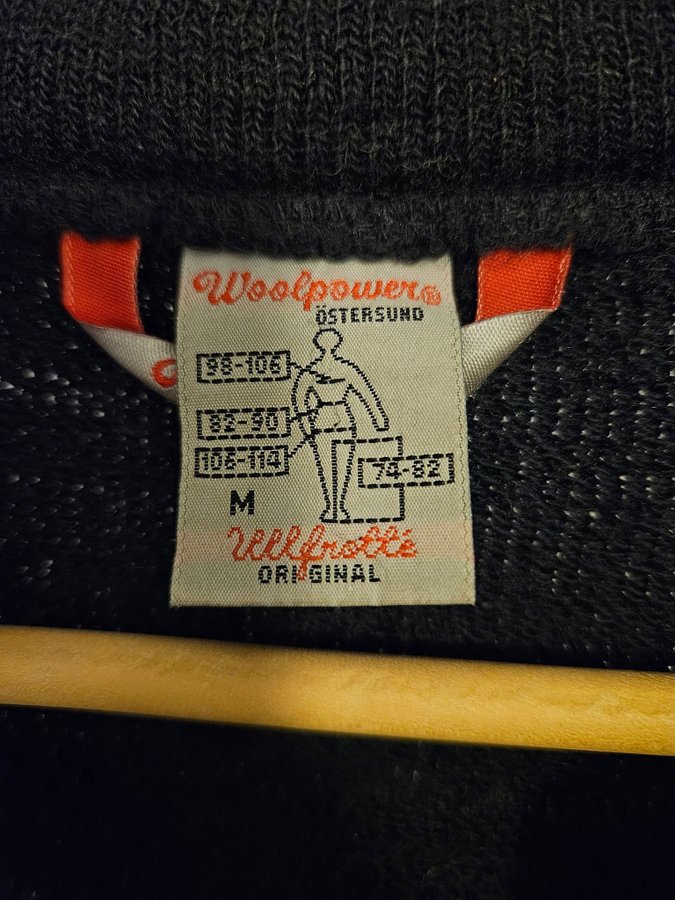 Woolpower®
ÖSTERSUND
98-106
82-90
106-114
74-82
M
Ullfrotté
ORIGINAL